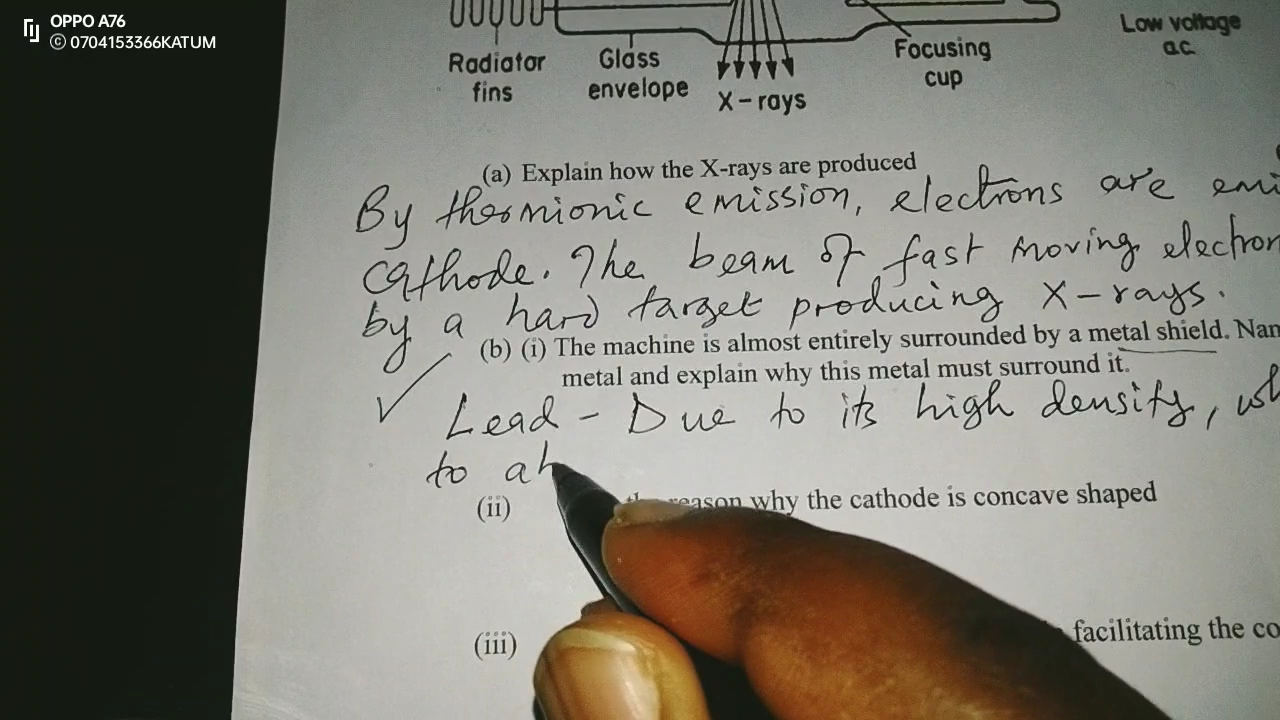 OPPO A76
© 0704153366KATUM
Radiator fins
Glass envelope
X-rays
Focusing cup
Low voltage a.c.
(a) Explain how the X-rays are produced
By thermionic emission, electrons are emi
cathode. The beam of fast moving electron
by a hard target producing X-rays.
(b) (i) The machine is almost entirely surrounded by a metal shield. Nam
metal and explain why this metal must surround it.
Lead - Due to its high density,
to
(ii) reason why the cathode is concave shaped
(iii) facilitating the co